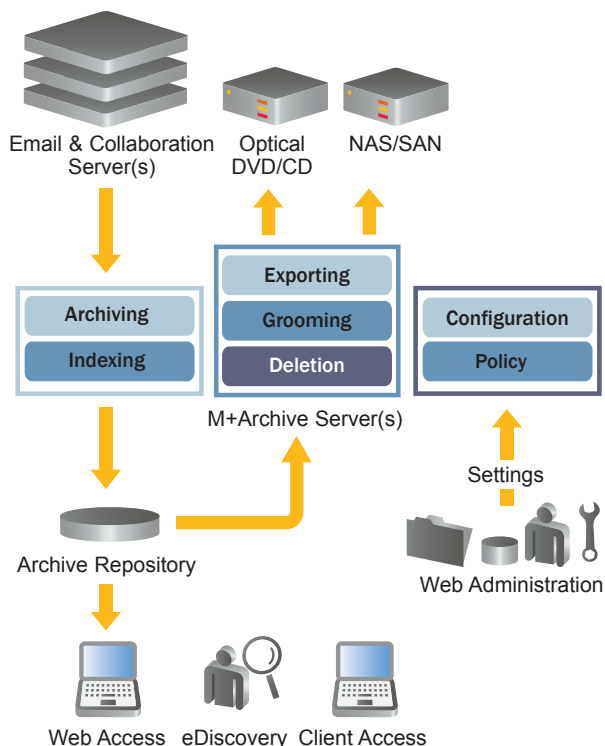 Email & Collaboration
Server(s)
Optical
DVD/CD
NAS/SAN
Archiving
Indexing
Exporting
Grooming
Deletion
Configuration
Policy
M+Archive Server(s)
Settings
Archive Repository
Web Administration
Web Access
eDiscovery
Client Access